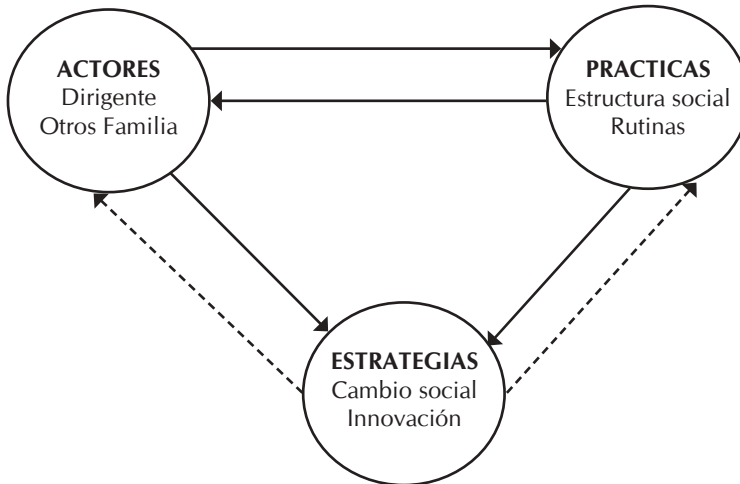 ACTORES
Dirigente
Otros Familia
PRACTICAS
Estructura social
Rutinas
ESTRATEGIAS
Cambio social
Innovación